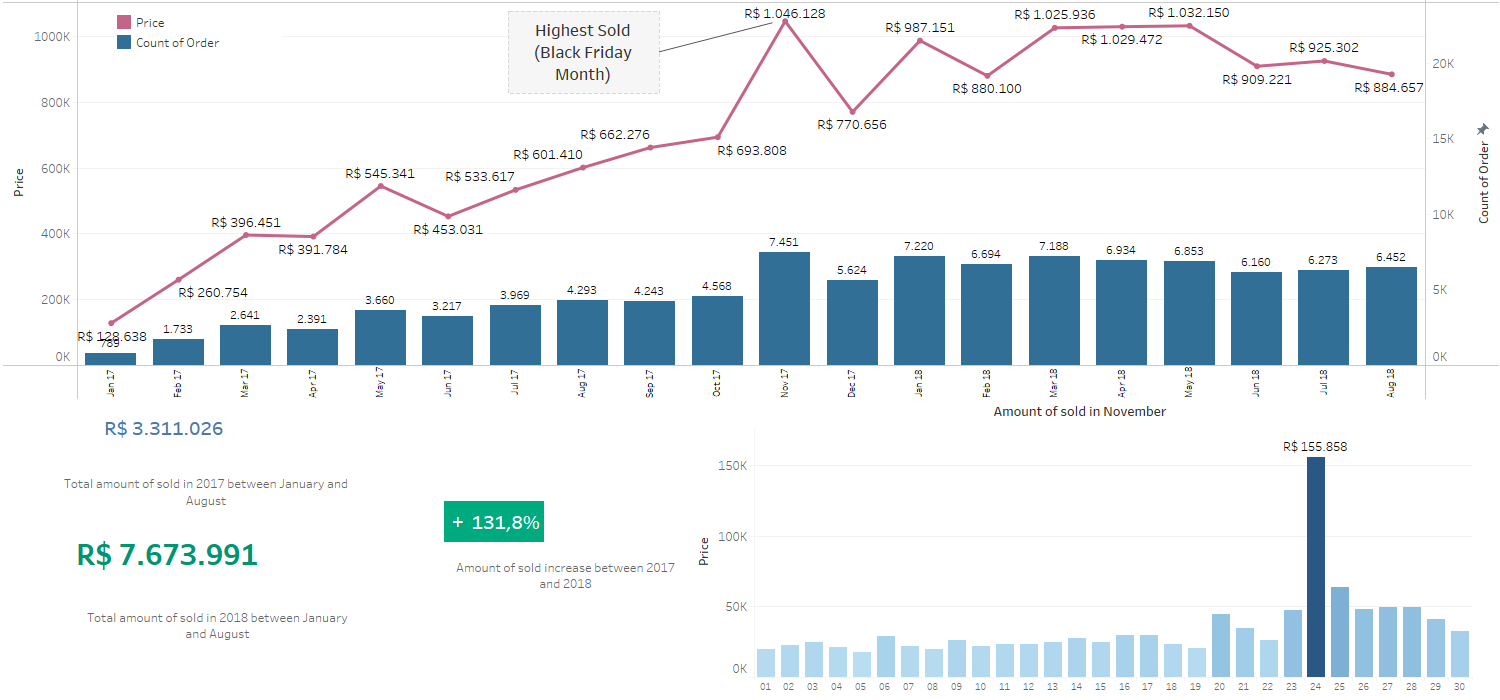 Price
Count of Order
Highest Sold
(Black Friday
Month)
1000K
800K
600K
400K
200K
0K
Price
20K
15K
10K
5K
0K
Count of Order
R$ 128.638
R$ 260.754
R$ 396.451
R$ 391.784
R$ 545.341
R$ 453.031
R$ 533.617
R$ 601.410
R$ 662.276
R$ 693.808
R$ 1.046.128
R$ 770.656
R$ 987.151
R$ 880.100
R$ 1.025.936
R$ 1.029.472
R$ 1.032.150
R$ 909.221
R$ 925.302
R$ 884.657
789
1.733
2.641
2.391
3.660
3.217
3.969
4.293
4.243
4.568
7.451
5.624
7.220
6.694
7.188
6.934
6.853
6.160
6.273
6.452
Jan 17
Feb 17
Mar 17
Apr 17
May 17
Jun 17
Jul 17
Aug 17
Sep 17
Oct 17
Nov 17
Dec 17
Jan 18
Feb 18
Mar 18
Apr 18
May 18
Jun 18
Jul 18
Aug 18
R$ 3.311.026
Total amount of sold in 2017 between January and
August
R$ 7.673.991
Total amount of sold in 2018 between January
and August
+ 131,8%
Amount of sold increase between 2017
and 2018
Amount of sold in November
R$ 155.858
150K
100K
50K
0K
Price
01 02 03 04 05 06 07 08 09 10 11 12 13 14 15 16 17 18 19 20 21 22 23 24 25 26 27 28 29 30